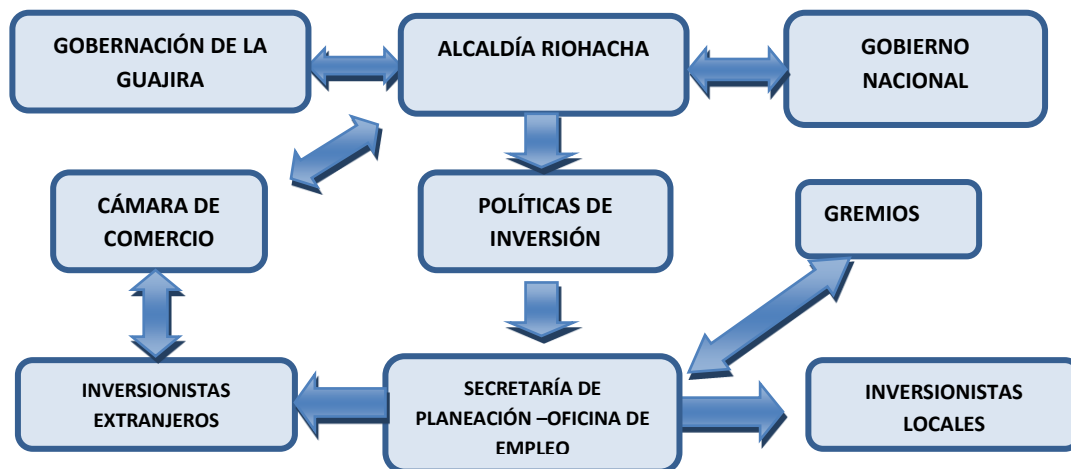 GOBERNACIÓN DE LA
GUAJIRA
ALCALDÍA RIOHACHA
GOBIERNO
NACIONAL
CÁMARA DE
COMERCIO
POLÍTICAS DE
INVERSIÓN
GREMIOS
INVERSIONISTAS
EXTRANJEROS
SECRETARÍA DE
PLANEACIÓN –OFICINA DE
EMPLEO
INVERSIONISTAS
LOCALES